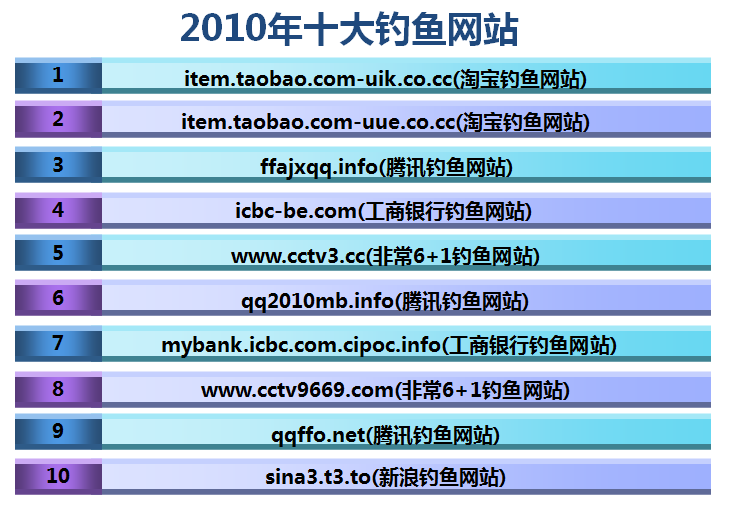 2010年十大钓鱼网站
1 item.taobao.com-uik.co.cc(淘宝钓鱼网站)
2 item.taobao.com-uue.co.cc(淘宝钓鱼网站)
3 ffajxqq.info(腾讯钓鱼网站)
4 icbc-be.com(工商银行钓鱼网站)
5 www.cctv3.cc(非常6+1钓鱼网站)
6 qq2010mb.info(腾讯钓鱼网站)
7 mybank.icbc.com.cipoc.info(工商银行钓鱼网站)
8 www.cctv9669.com(非常6+1钓鱼网站)
9 qqffo.net(腾讯钓鱼网站)
10 sina3.t3.to(新浪钓鱼网站)